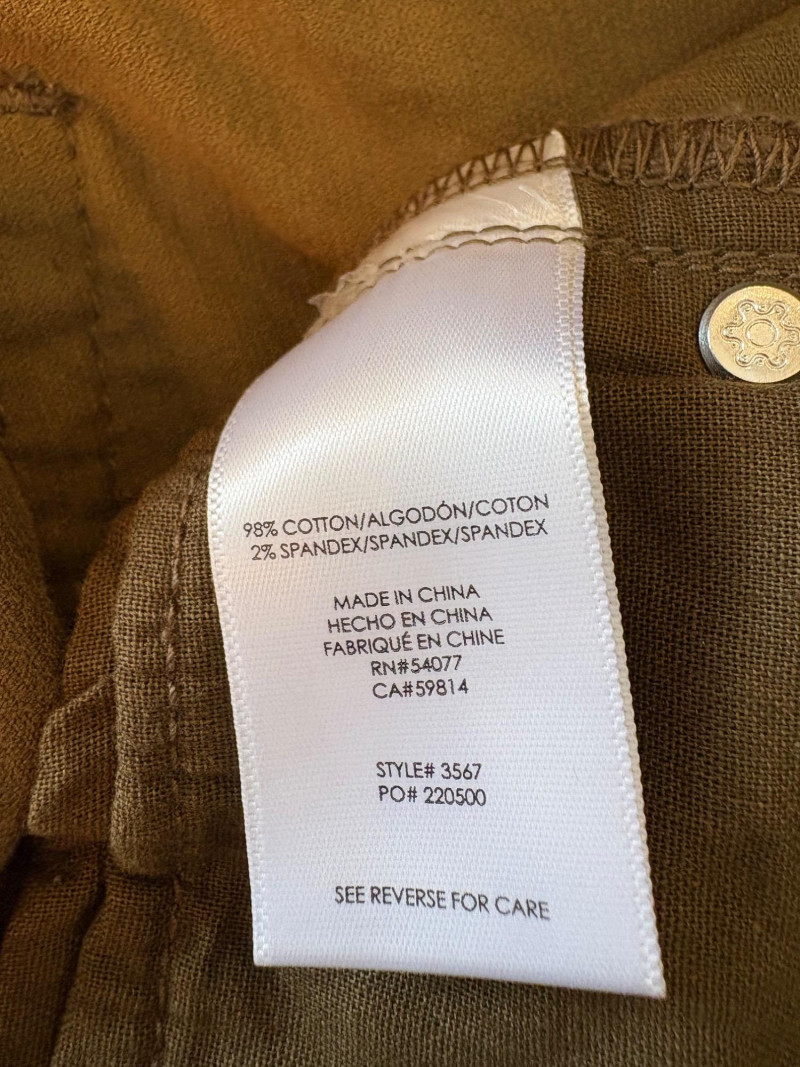 98% COTTON/ALGODÓN/COTON
2% SPANDEX/SPANDEX/SPANDEX
MADE IN CHINA
HECHO EN CHINA
FABRIQUÉ EN CHINE
RN#54077
CA#59814
STYLE# 3567
PO# 220500
SEE REVERSE FOR CARE